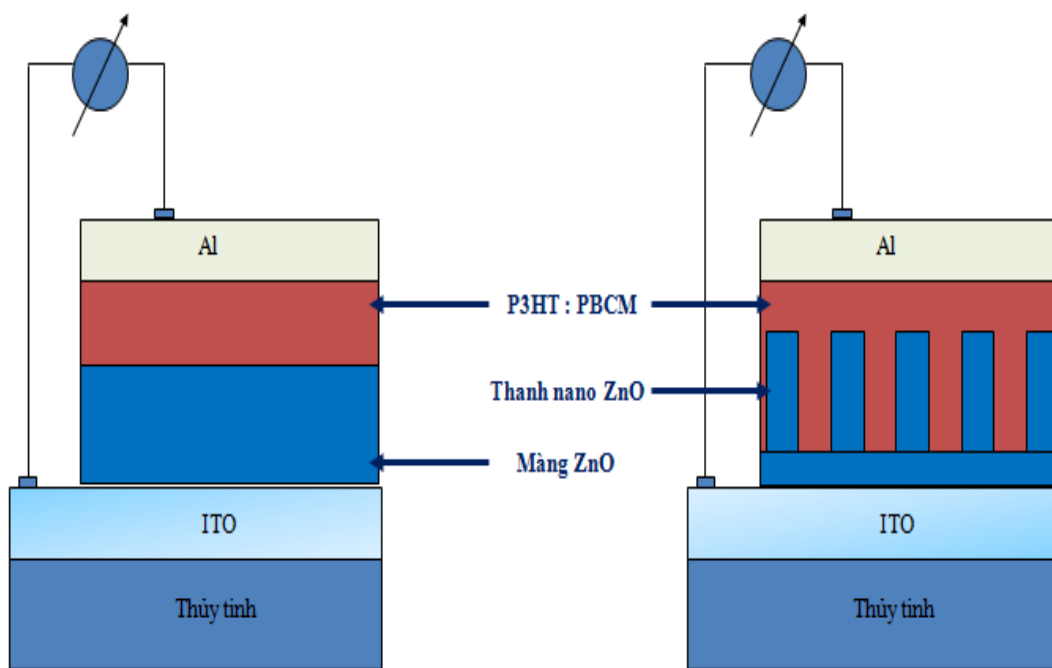 Al
Al
P3HT : PBCM
Thanh nano ZnO
Màng ZnO
ITO
ITO
Thủy tinh
Thủy tinh